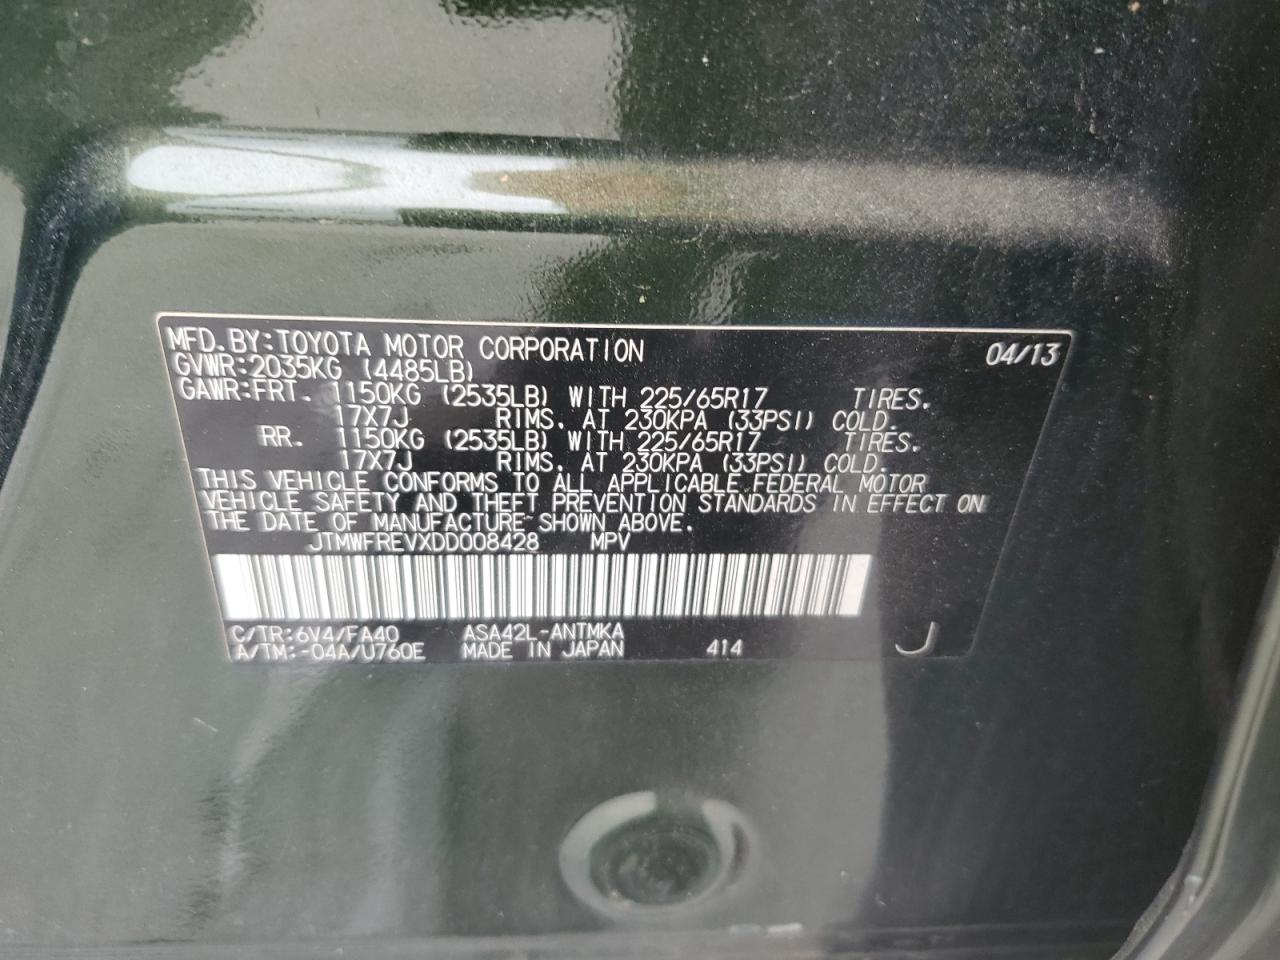 MFD.BY:TOYOTA MOTOR CORPORATION 04/13
GVWR:2035KG (4485LB)
GAWR:FRT. 1150KG (2535LB) WITH 225/65R17 TIRES.
17X7J RIMS. AT 230KPA (33PSI) COLD.
RR. 1150KG (2535LB) WITH 225/65R17 TIRES.
17X7J RIMS. AT 230KPA (33PSI) COLD.
THIS VEHICLE CONFORMS TO ALL APPLICABLE FEDERAL MOTOR
VEHICLE SAFETY AND THEFT PREVENTION STANDARDS IN EFFECT ON
THE DATE OF MANUFACTURE SHOWN ABOVE.
JTMWFREVXDD008428 MPV
C/TR:6V4/FA40 ASA42L-ANTMKA
A/TM:-04A/U760E MADE IN JAPAN 414 J